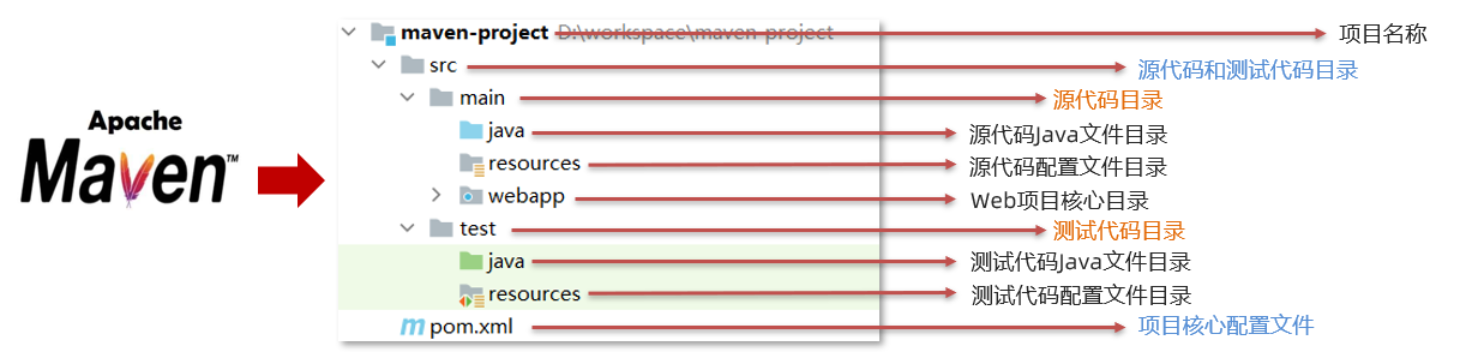 maven-project D:\workspace\maven-project 项目名称
src 源代码和测试代码目录
main 源代码目录
java 源代码Java文件目录
resources 源代码配置文件目录
webapp Web项目核心目录
test 测试代码目录
java 测试代码Java文件目录
resources 测试代码配置文件目录
m pom.xml 项目核心配置文件
Apache
Maven™